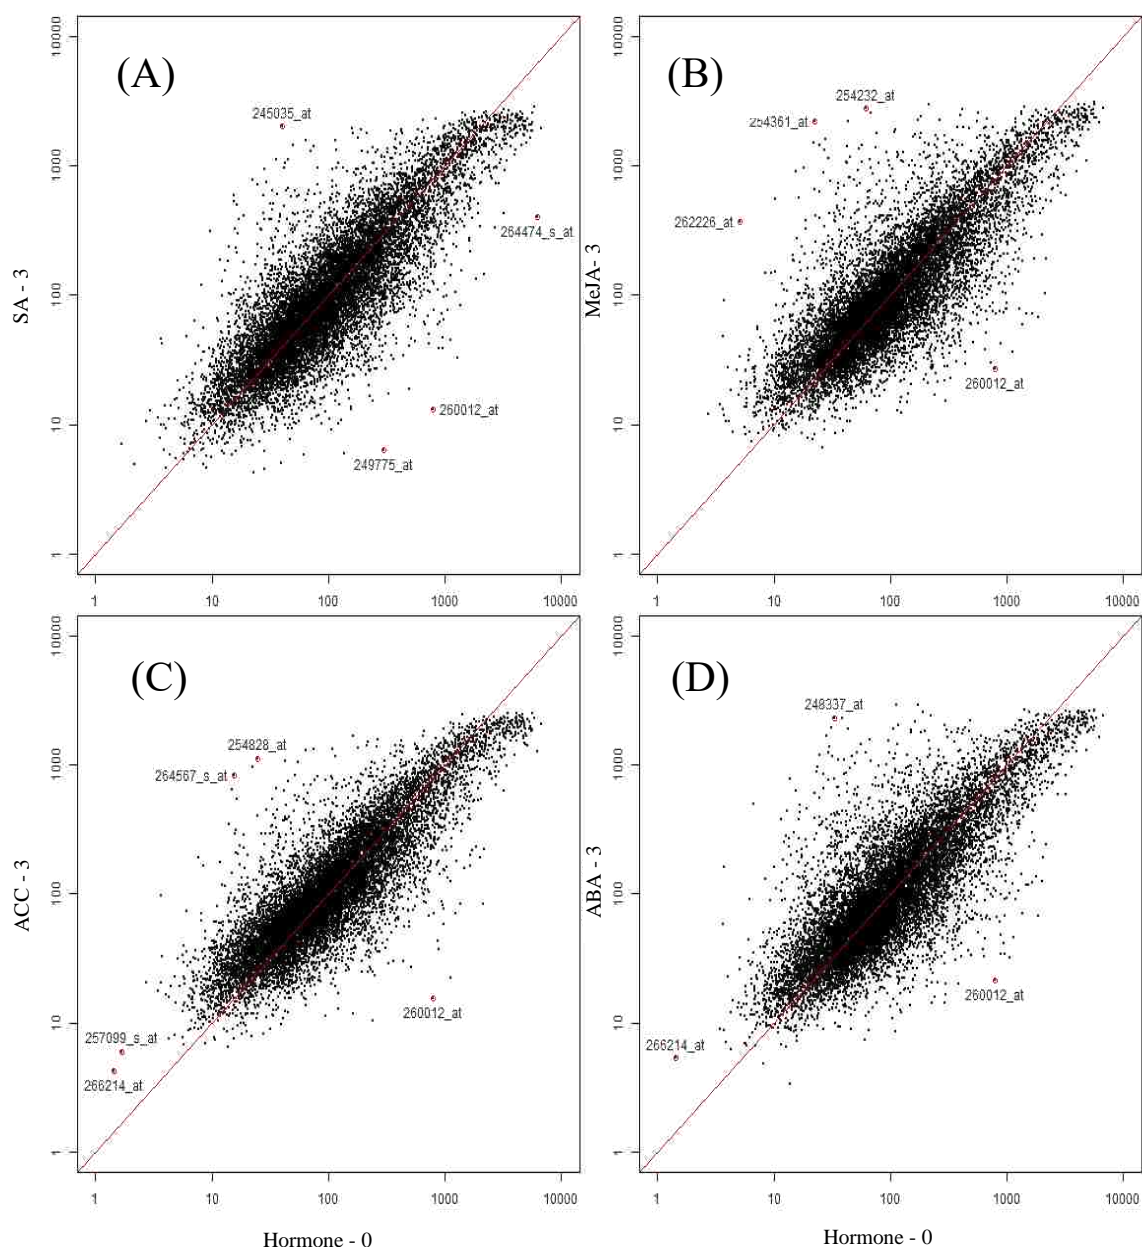 (A)
10000
1000
100
10
1
SA - 3
245035_at
264474_s_at
260012_at
249775_at
1 10 100 1000 10000
(B)
10000
1000
100
10
1
MeJA- 3
254232_at
254361_at
262226_at
260012_at
1 10 100 1000 10000
(C)
10000
1000
100
10
1
ACC - 3
254828_at
264567_s_at
260012_at
257099_s_at
266214_at
1 10 100 1000 10000
Hormone - 0
(D)
10000
1000
100
10
1
ABA - 3
248337_at
260012_at
266214_at
1 10 100 1000 10000
Hormone - 0